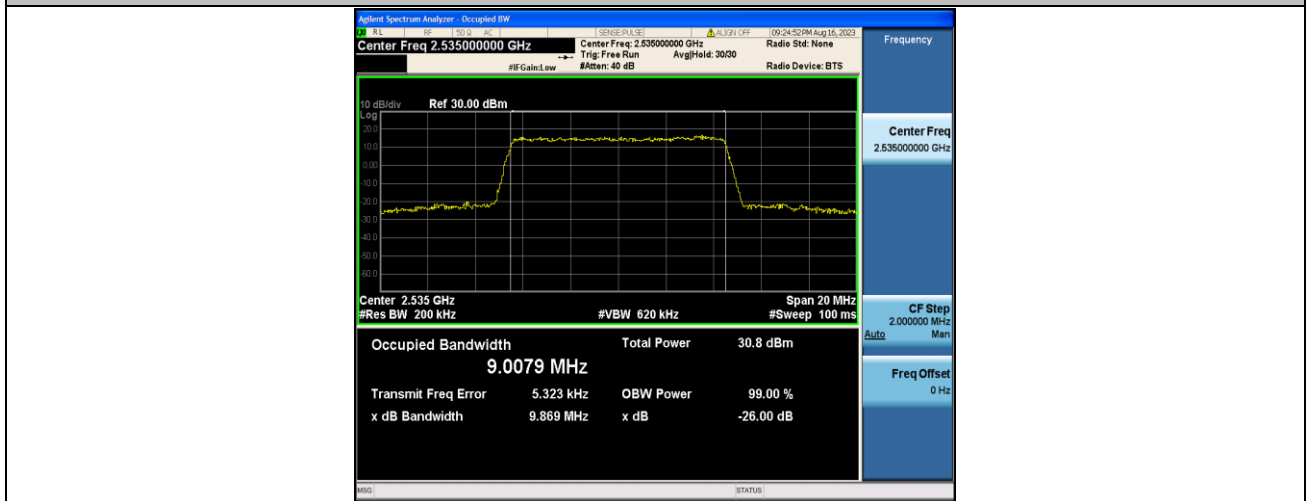 Agilent Spectrum Analyzer - Occupied BW
RL RF 50 Ω AC SENSE:PULSE ALIGN OFF 09:24:52PM Aug 16, 2023
Center Freq 2.535000000 GHz
Center Freq: 2.535000000 GHz
Radio Std: None
Trig: Free Run Avg|Hold: 30/30
#IFGain:Low #Atten: 40 dB Radio Device: BTS
10 dB/div Ref 30.00 dBm
Log
20.0
10.0
0.00
-10.0
-20.0
-30.0
-40.0
-50.0
-60.0
Center 2.535 GHz Span 20 MHz
#Res BW 200 kHz #VBW 620 kHz #Sweep 100 ms
Occupied Bandwidth Total Power 30.8 dBm
9.0079 MHz
Transmit Freq Error 5.323 kHz OBW Power 99.00 %
x dB Bandwidth 9.869 MHz x dB -26.00 dB
MSG STATUS
Frequency
Center Freq
2.535000000 GHz
CF Step
2.000000 MHz
Auto Man
Freq Offset
0 Hz